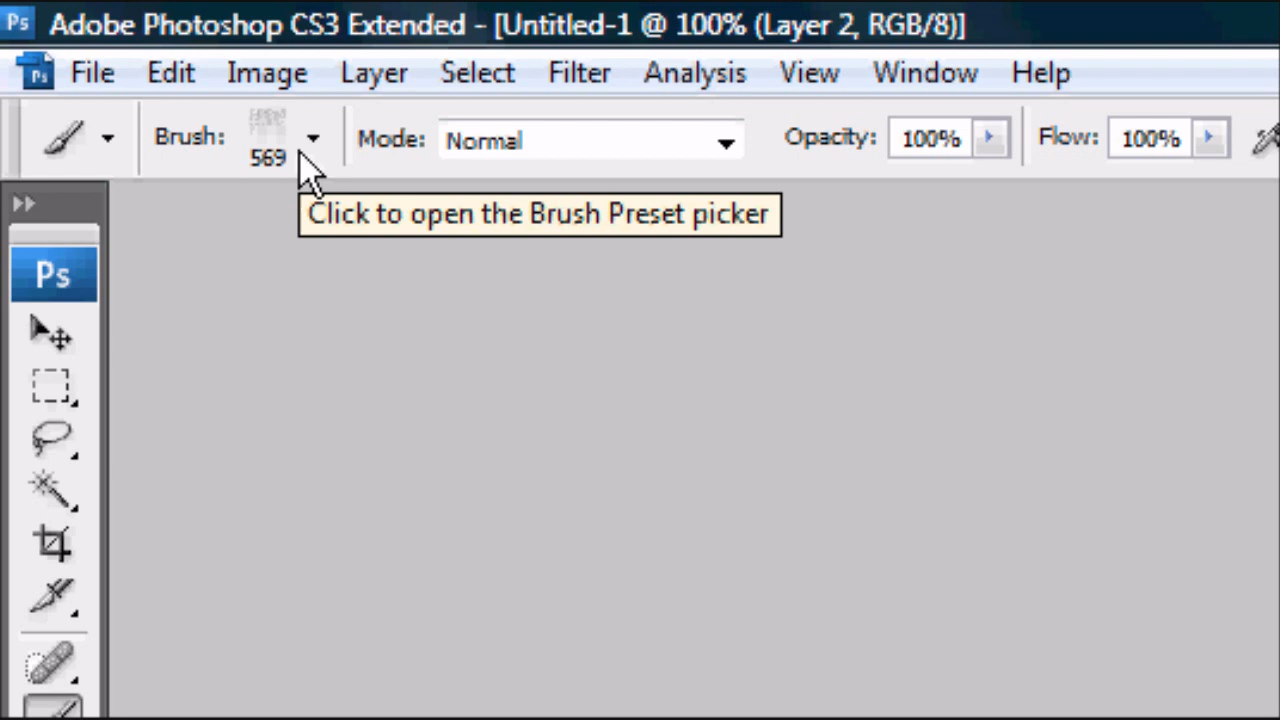 Ps Adobe Photoshop CS3 Extended - [Untitled-1 @ 100% (Layer 2, RGB/8)]
Ps File Edit Image Layer Select Filter Analysis View Window Help
Brush: 569 Mode: Normal Opacity: 100% Flow: 100%
Click to open the Brush Preset picker
Ps